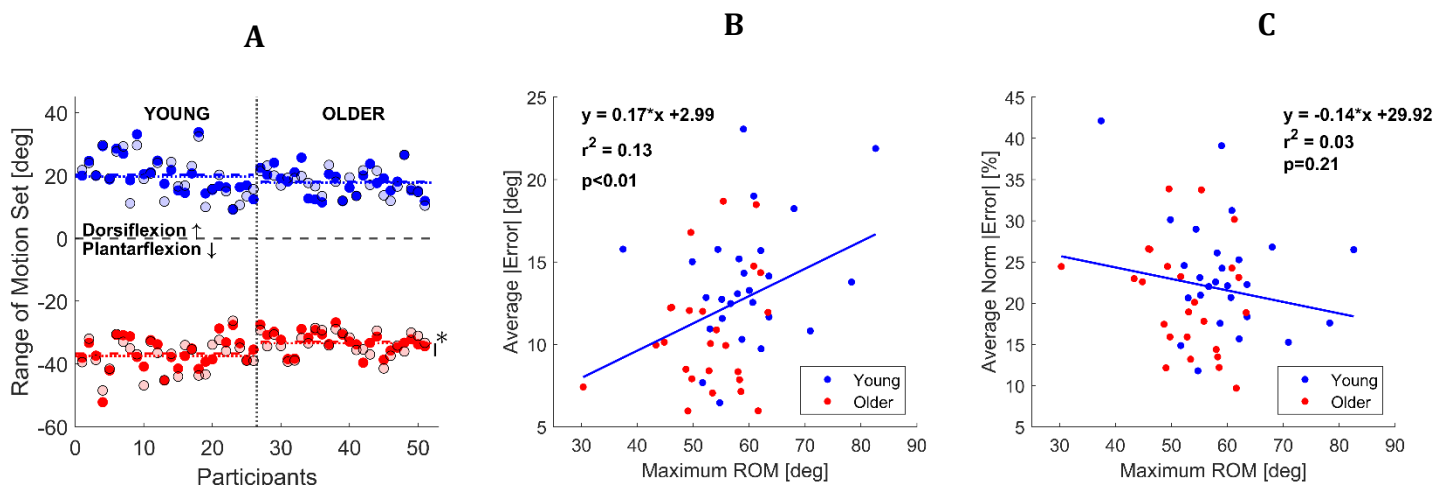 A
Range of Motion Set [deg]
40
20
0
-20
-40
-60
YOUNG
OLDER
Dorsiflexion ↑
Plantarflexion ↓
*
0
10
20
30
40
50
Participants
B
Average |Error| [deg]
25
20
15
10
5
y = 0.17*x +2.99
r² = 0.13
p<0.01
Young
Older
30
40
50
60
70
80
90
Maximum ROM [deg]
C
Average Norm |Error| [%]
45
40
35
30
25
20
15
10
5
y = -0.14*x +29.92
r² = 0.03
p=0.21
Young
Older
30
40
50
60
70
80
90
Maximum ROM [deg]